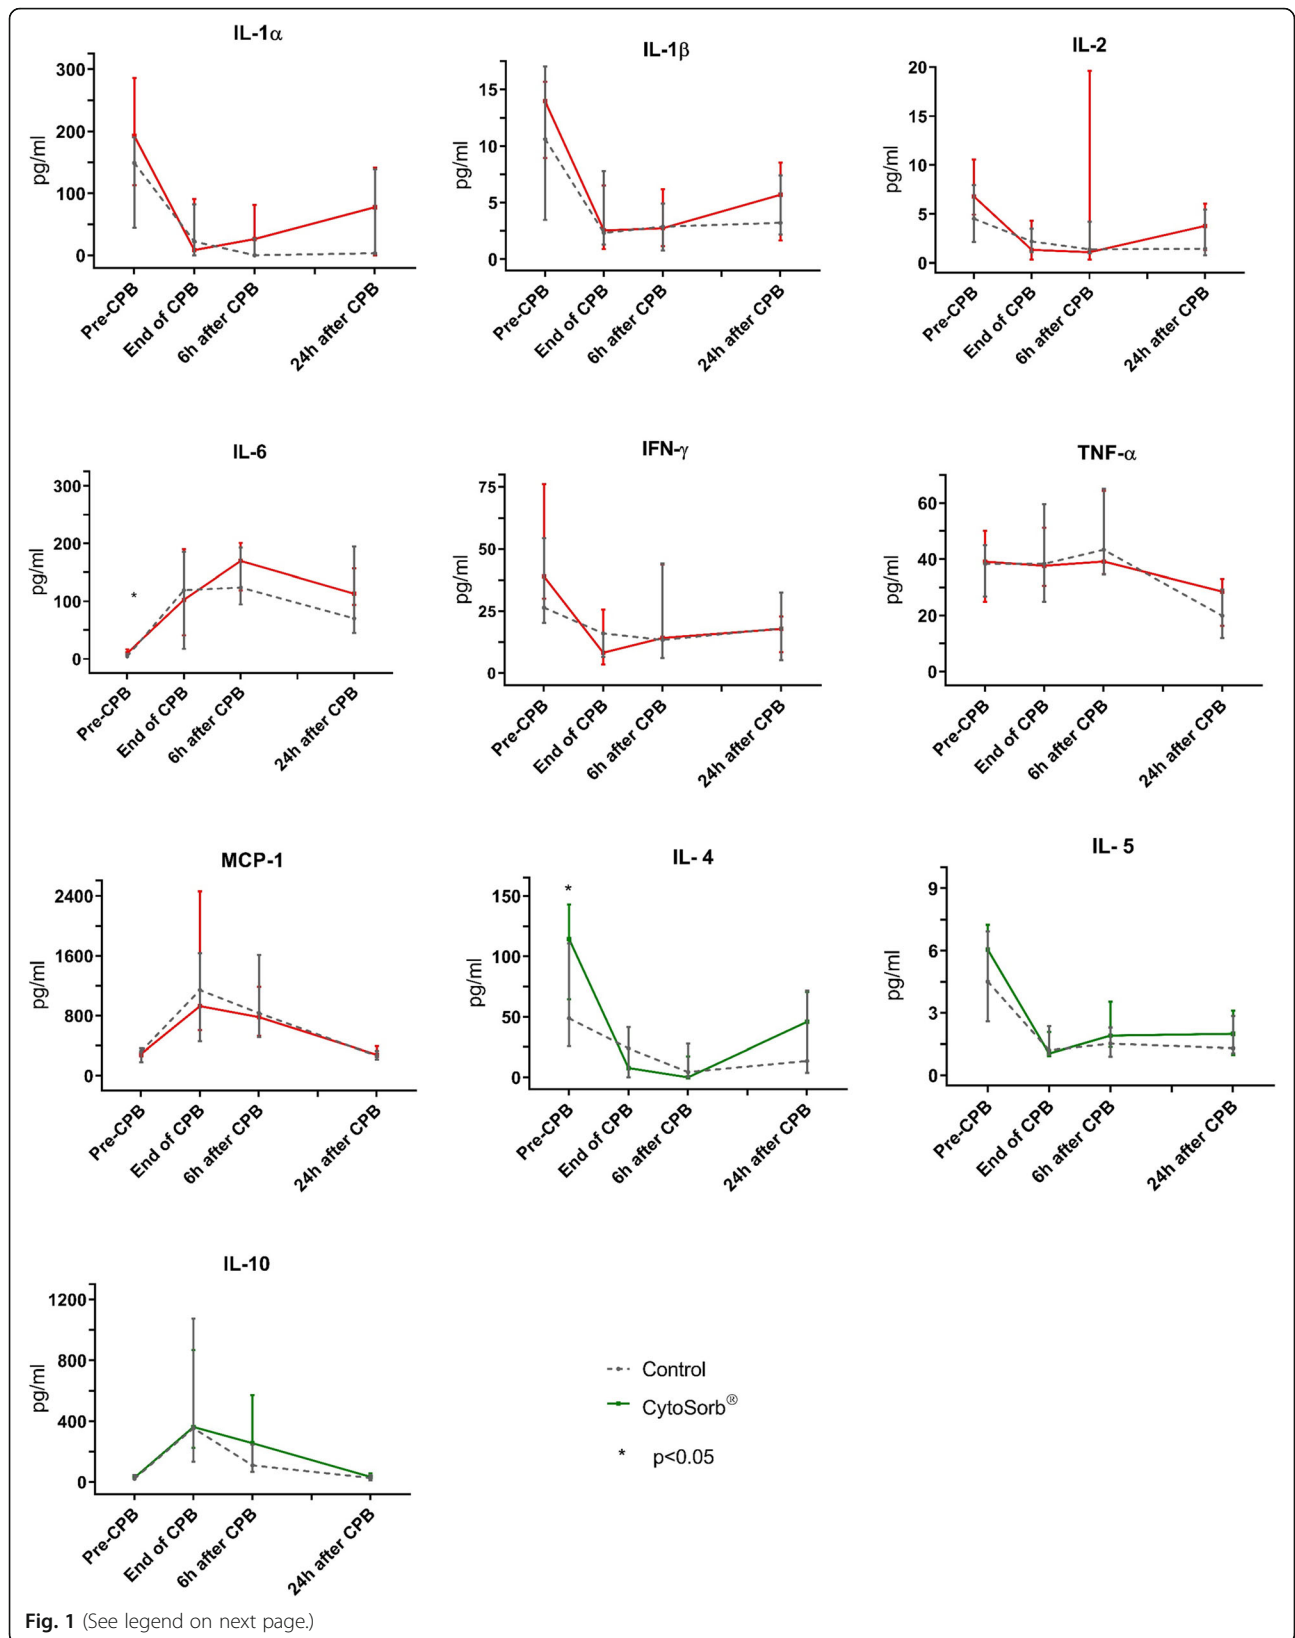 IL-1α
pg/ml
300
200
100
0
Pre-CPB
End of CPB
6h after CPB
24h after CPB
IL-1β
pg/ml
15
10
5
0
Pre-CPB
End of CPB
6h after CPB
24h after CPB
IL-2
pg/ml
20
15
10
5
0
Pre-CPB
End of CPB
6h after CPB
24h after CPB
IL-6
pg/ml
300
200
100
0
*
Pre-CPB
End of CPB
6h after CPB
24h after CPB
IFN-γ
pg/ml
75
50
25
0
Pre-CPB
End of CPB
6h after CPB
24h after CPB
TNF-α
pg/ml
60
40
20
0
Pre-CPB
End of CPB
6h after CPB
24h after CPB
MCP-1
pg/ml
2400
1600
800
0
Pre-CPB
End of CPB
6h after CPB
24h after CPB
IL- 4
pg/ml
150
100
50
0
*
Pre-CPB
End of CPB
6h after CPB
24h after CPB
IL- 5
pg/ml
9
6
3
0
Pre-CPB
End of CPB
6h after CPB
24h after CPB
IL-10
pg/ml
1200
800
400
0
Pre-CPB
End of CPB
6h after CPB
24h after CPB
Control
CytoSorb®
* p<0.05
Fig. 1 (See legend on next page.)